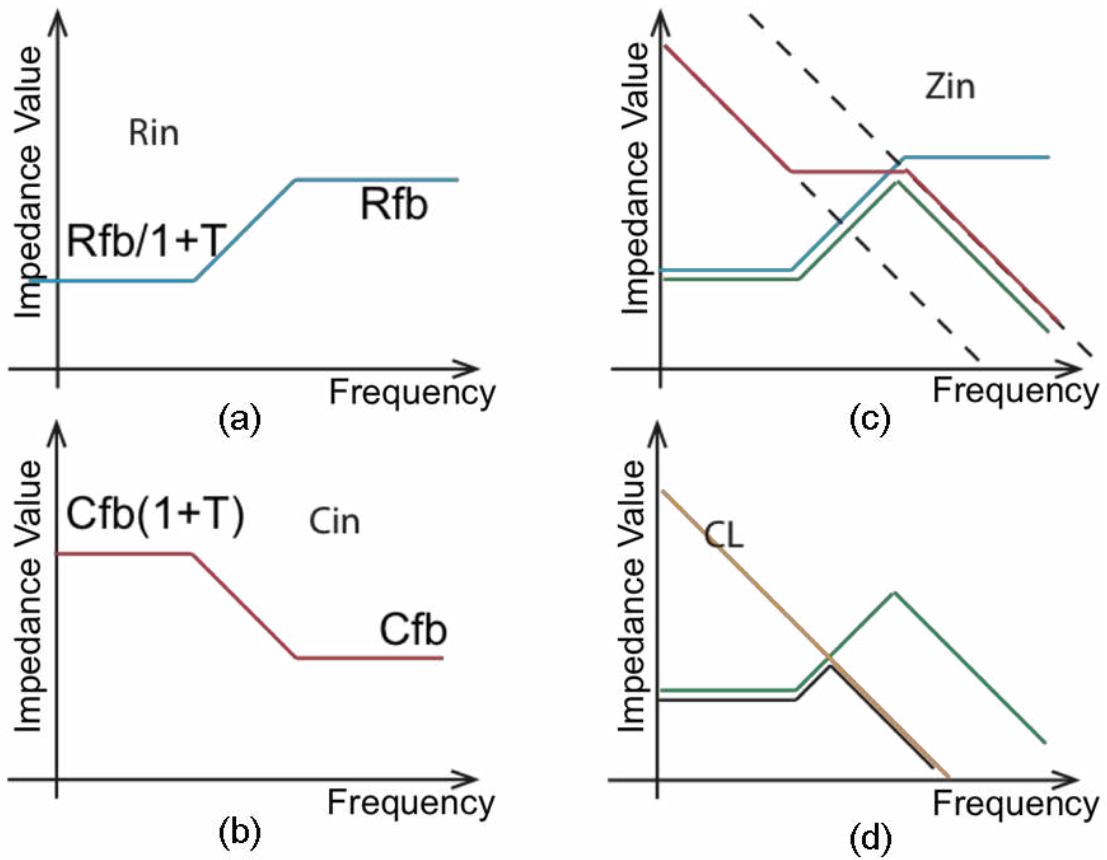 Impedance Value
Rin
Rfb/1+T
Rfb
Frequency
(a)
Impedance Value
Zin
Frequency
(c)
Impedance Value
Cfb(1+T)
Cin
Cfb
Frequency
(b)
Impedance Value
CL
Frequency
(d)